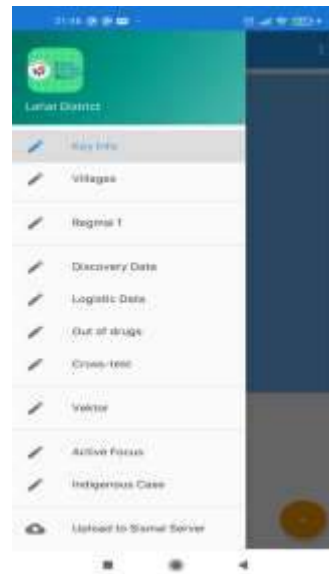 Lahat District
Key Info
Villages
Regmal 1
Discovery Data
Logistic Data
Out of drugs
Cross-test
Vektor
Active Focus
Indigenous Case
Upload to Sismal Server